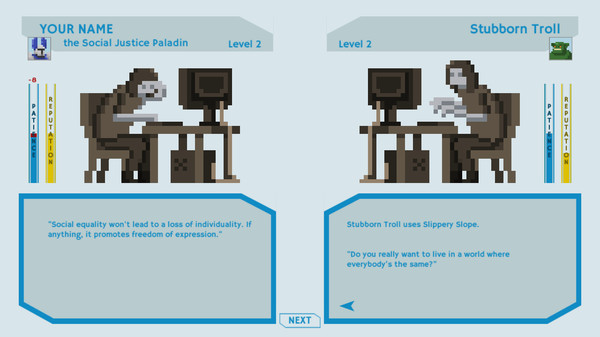 YOUR NAME
the Social Justice Paladin
Level 2
Stubborn Troll
Level 2
-8
PATIENCE
REPUTATION
PATIENCE
REPUTATION
"Social equality won't lead to a loss of individuality. If
anything, it promotes freedom of expression."
Stubborn Troll uses Slippery Slope.
"Do you really want to live in a world where
everybody's the same?"
NEXT